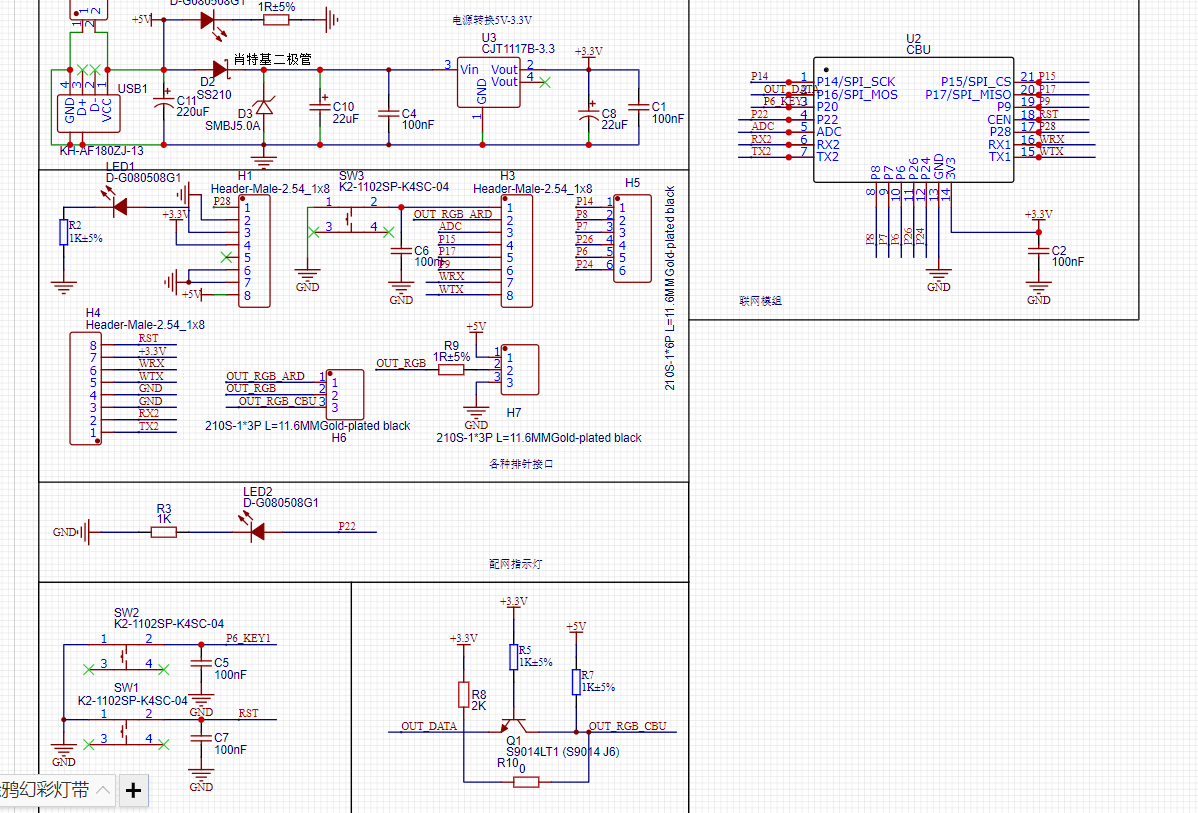 1 2
1 2
+5V
D-G080508G1
1R±5%
电源转换5V-3.3V
U3
CJT1117B-3.3
+3.3V
肖特基二极管
3 Vin Vout 2
Vout 4
GND
1
D2
SS210
USB1
4 3 2 1
GND
D+
D-
VCC
C11
220uF
D3
SMBJ5.0A
C10
22uF
C4
100nF
C8
22uF
C1
100nF
KH-AF180ZJ-13
U2
CBU
P14 1 P14/SPI_SCK
OUT_DATA 2 P16/SPI_MOS
P6_KEY1 3 P20
P22 4 P22
ADC 5 ADC
RX2 6 RX2
TX2 7 TX2
P15/SPI_CS 21 P15
P17/SPI_MISO 20 P17
P9 19 P9
CEN 18 RST
P28 17 P28
RX1 16 WRX
TX1 15 WTX
P8 P7 P6 P26 P24 GND 3V3
8 9 10 11 12 13 14
P8 P7 P6 P26 P24
GND
+3.3V
C2
100nF
GND
联网模组
LED1
D-G080508G1
R2
1K±5%
+3.3V
H1
Header-Male-2.54_1x8
P28 1
2
3
4
5
6
7
+5V 8
SW3
K2-1102SP-K4SC-04
1 2
3 4
GND
C6
100nF
GND
H3
Header-Male-2.54_1x8
1
OUT_RGB_ARD 2
ADC 3
P15 4
P17 5
P9 6
WRX 7
WTX 8
H5
P14 1 1
P8 2 2
P7 3 3
P26 4 4
P6 5 5
P24 6 6
210S-1*6P L=11.6MMGold-plated black
H4
Header-Male-2.54_1x8
8 RST
7 +3.3V
6 WRX
5 WTX
4 GND
3 GND
2 RX2
1 TX2
OUT_RGB_ARD 1 1
OUT_RGB 2 2
OUT_RGB_CBU 3 3
210S-1*3P L=11.6MMGold-plated black
H6
+5V
R9
1R±5%
OUT_RGB
1 1
2 2
3 3
GND
H7
210S-1*3P L=11.6MMGold-plated black
各种排针接口
LED2
D-G080508G1
R3
1K
GND
P22
配网指示灯
SW2
K2-1102SP-K4SC-04
1 2
3 4
P6_KEY1
C5
100nF
GND
SW1
K2-1102SP-K4SC-04
1 2
3 4
RST
C7
100nF
GND
GND
+3.3V
+5V
+3.3V
R5
1K±5%
R7
1K±5%
R8
2K
OUT_DATA
OUT_RGB_CBU
Q1
S9014LT1 (S9014 J6)
R10
0
鸦幻彩灯带